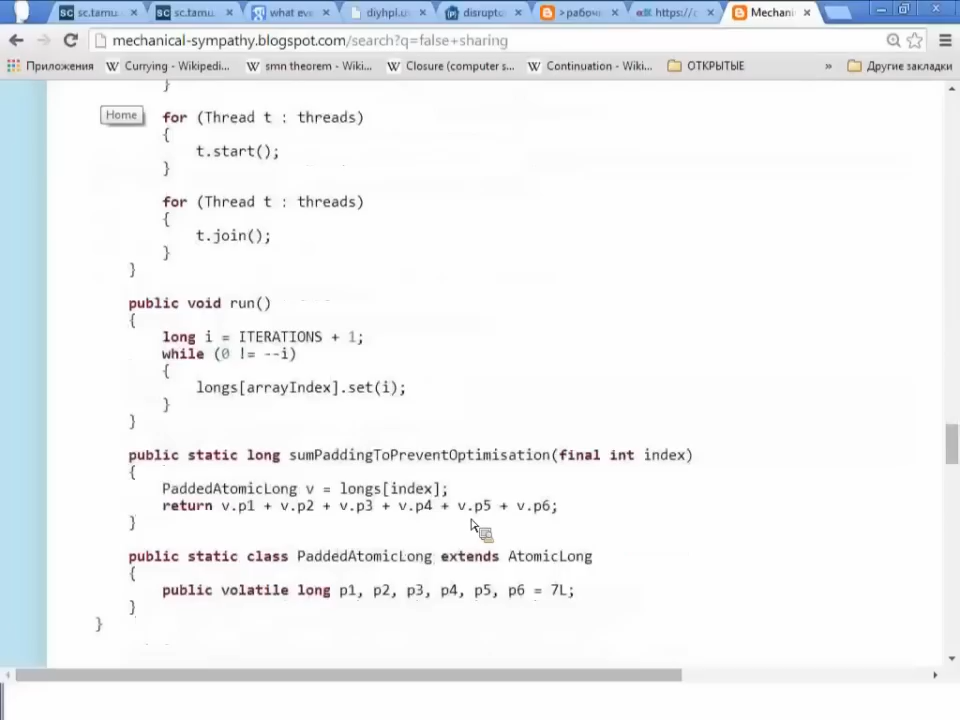 sc.tamu.
sc.tamu.
what eve
diyhpl.u
disrupto
>рабочи
https://c
Mechani
mechanical-sympathy.blogspot.com/search?q=false+sharing
Приложения
Currying - Wikipedi...
smn theorem - Wiki...
Closure (computer s...
Continuation - Wiki...
ОТКРЫТЫЕ
»
Другие закладки
}
Home
for (Thread t : threads)
{
t.start();
}
for (Thread t : threads)
{
t.join();
}
}
public void run()
{
long i = ITERATIONS + 1;
while (0 != --i)
{
longs[arrayIndex].set(i);
}
}
public static long sumPaddingToPreventOptimisation(final int index)
{
PaddedAtomicLong v = longs[index];
return v.p1 + v.p2 + v.p3 + v.p4 + v.p5 + v.p6;
}
public static class PaddedAtomicLong extends AtomicLong
{
public volatile long p1, p2, p3, p4, p5, p6 = 7L;
}
}